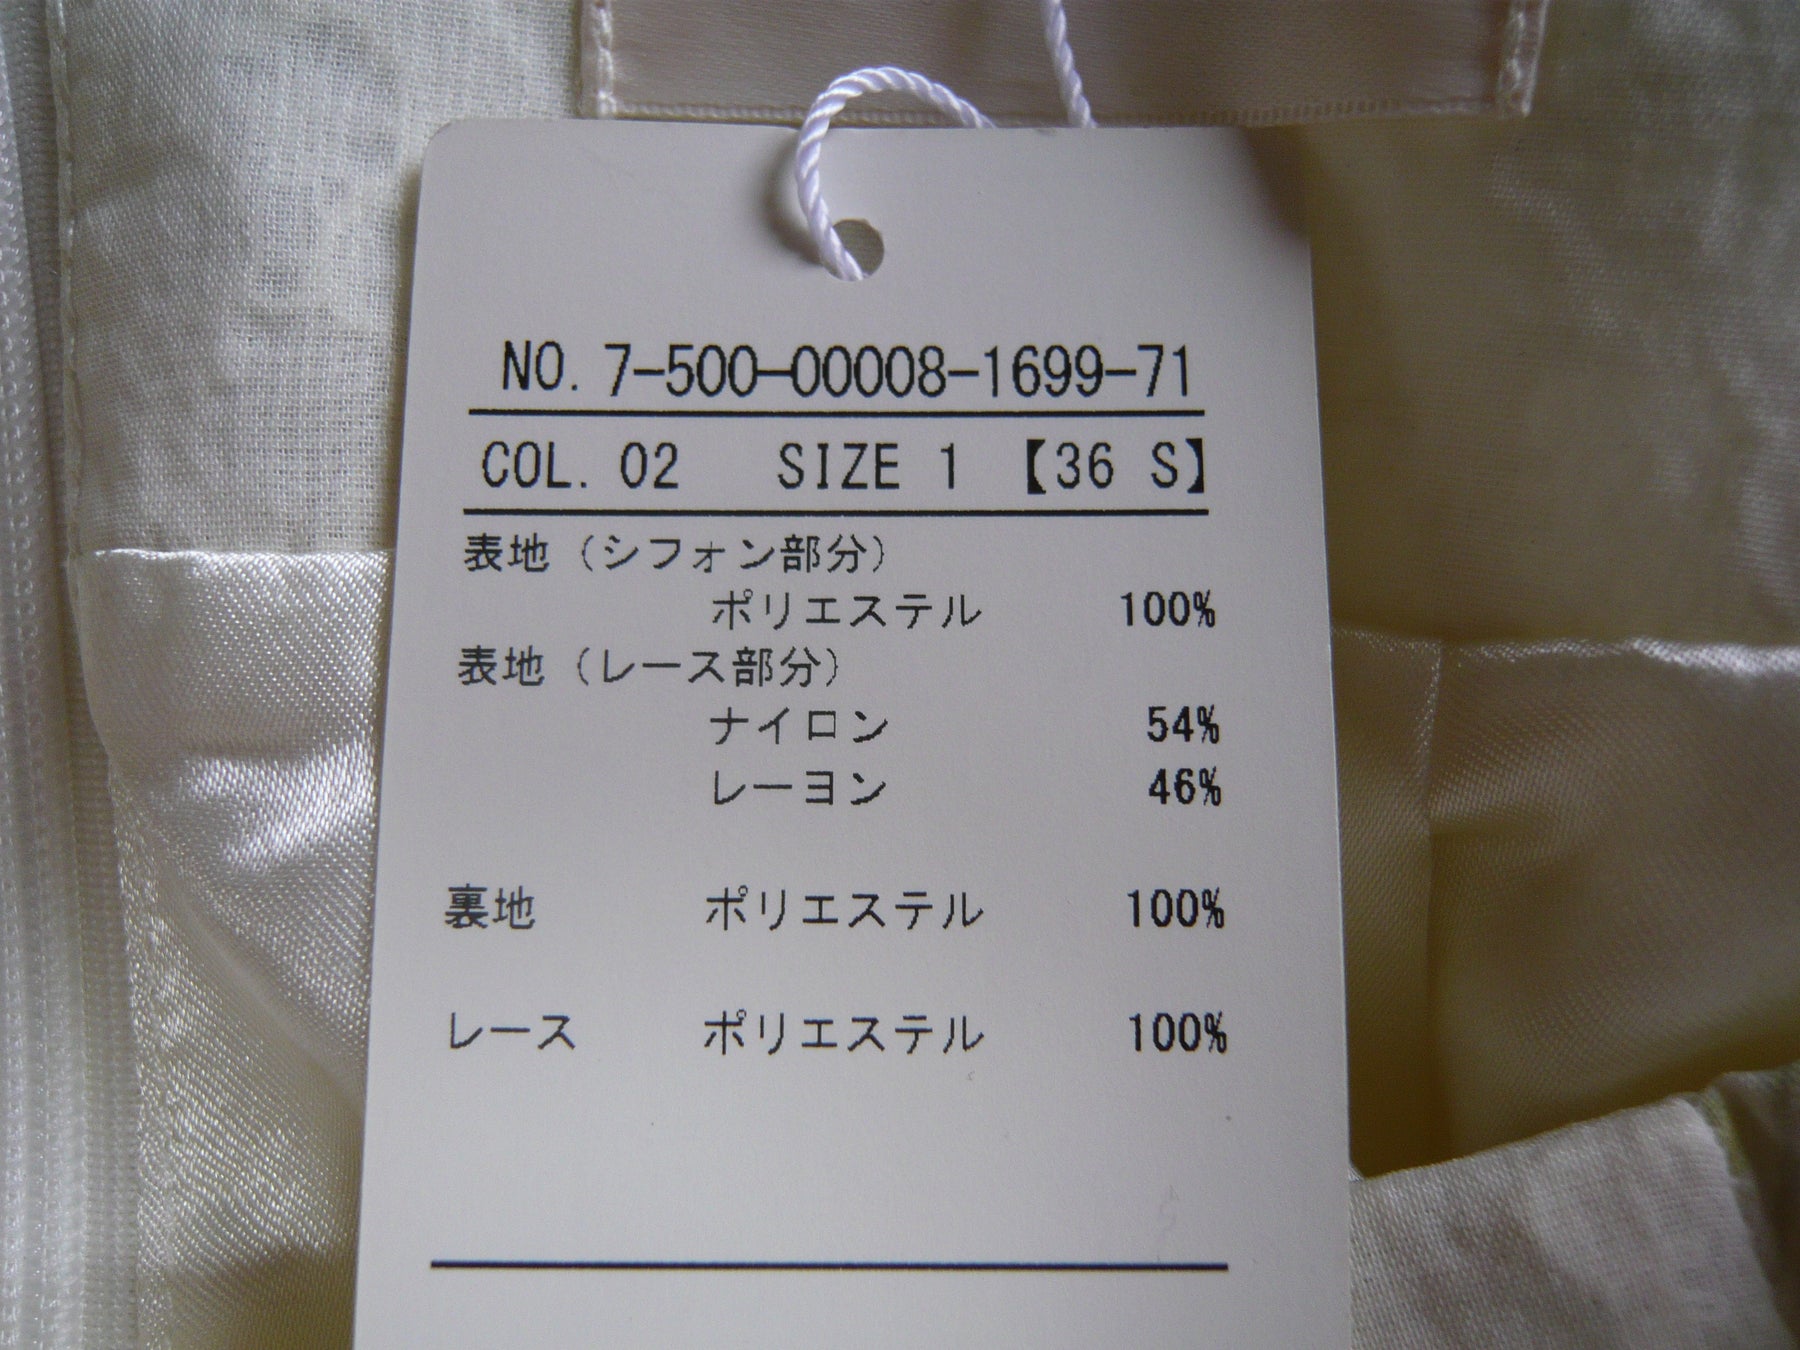 NO. 7-500-00008-1699-71
COL. 02 SIZE 1 【36 S】
表地（シフォン部分）
ポリエステル 100%
表地（レース部分）
ナイロン 54%
レーヨン 46%
裏地 ポリエステル 100%
レース ポリエステル 100%